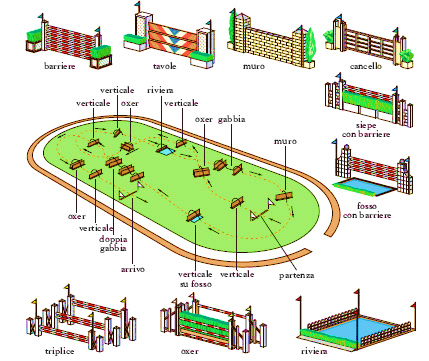 barriere
tavole
muro
cancello
verticale
oxer
riviera
verticale
verticale
oxer
gabbia
muro
siepe
con barriere
fosso
con barriere
oxer
verticale
doppia
gabbia
arrivo
verticale
su fosso
verticale
partenza
triplice
oxer
riviera